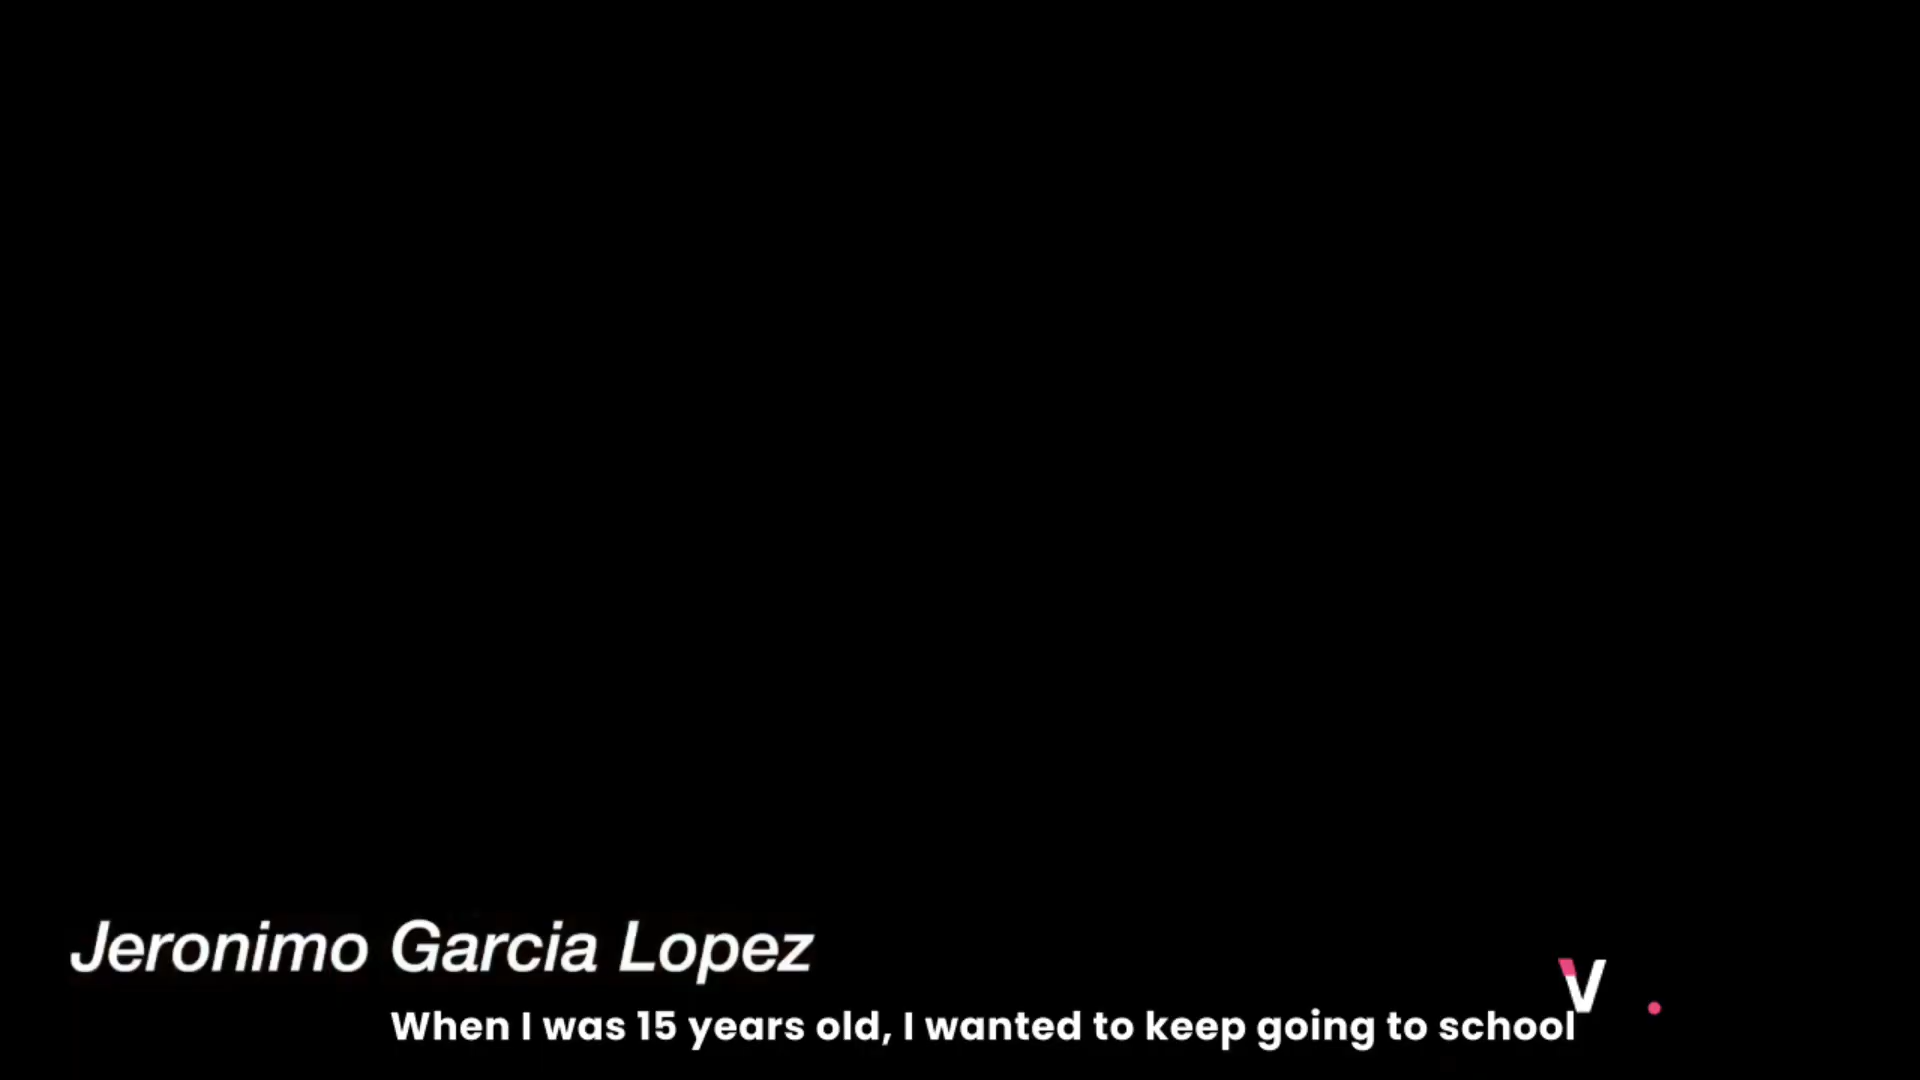 Jeronimo Garcia Lopez
V.
When I was 15 years old, I wanted to keep going to school